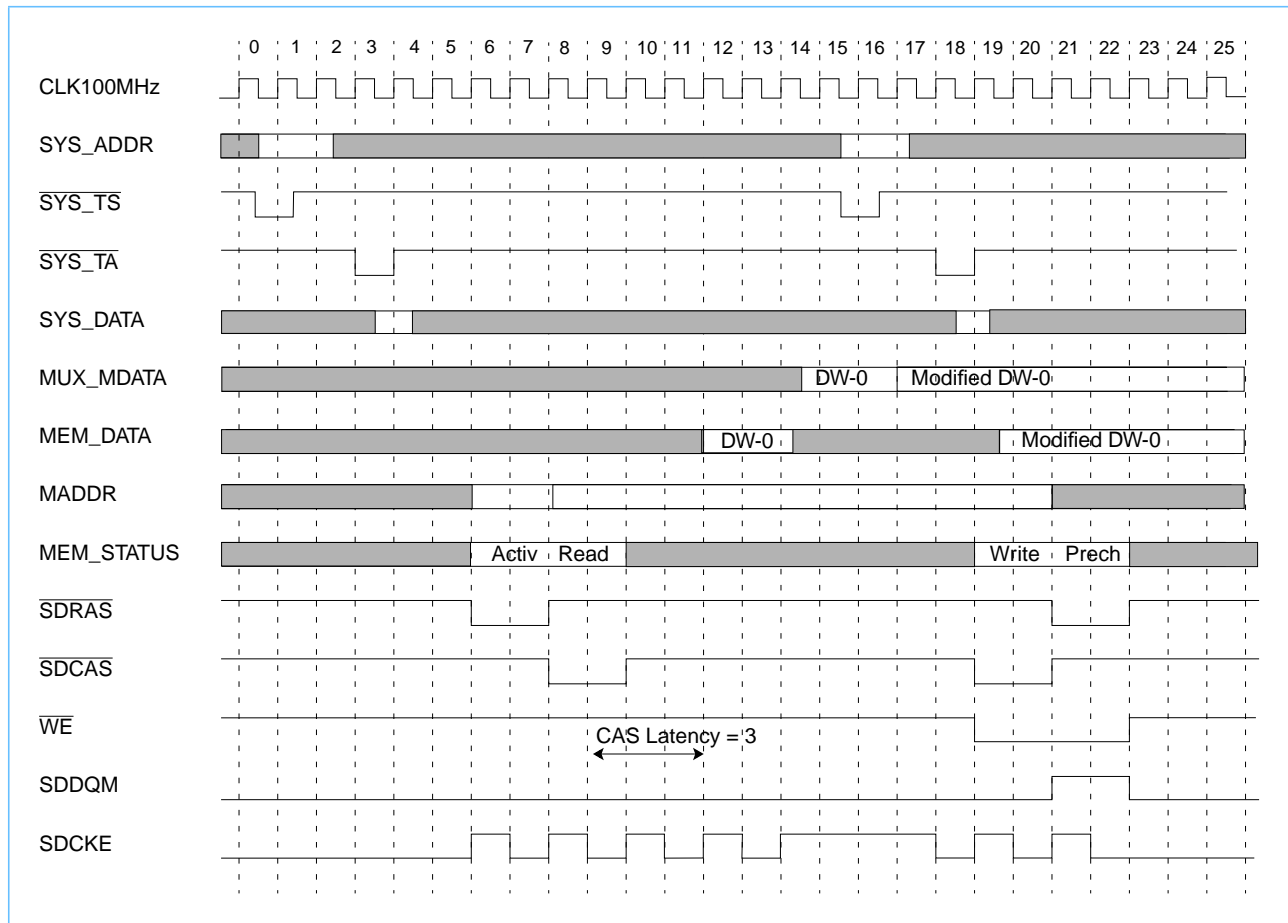 0 1 2 3 4 5 6 7 8 9 10 11 12 13 14 15 16 17 18 19 20 21 22 23 24 25
CLK100MHz
SYS_ADDR
SYS_TS
SYS_TA
SYS_DATA
MUX_MDATA DW-0 Modified DW-0
MEM_DATA DW-0 Modified DW-0
MADDR
MEM_STATUS Activ Read Write Prech
SDRAS
SDCAS
WE
CAS Latency = 3
SDDQM
SDCKE